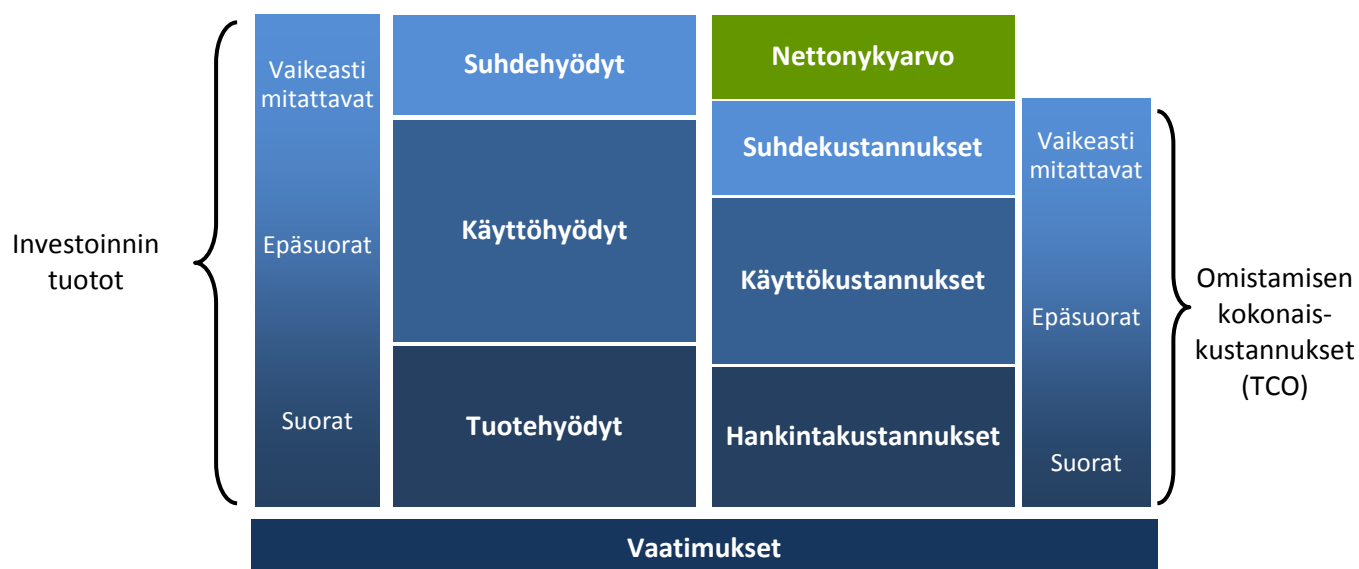 Investoinnin
tuotot
Vaikeasti
mitattavat
Epäsuorat
Suorat
Suhdehyödyt
Käyttöhyödyt
Tuotehyödyt
Nettonykyarvo
Suhdekustannukset
Käyttökustannukset
Hankintakustannukset
Vaikeasti
mitattavat
Epäsuorat
Suorat
Omistamisen
kokonais-
kustannukset
(TCO)
Vaatimukset